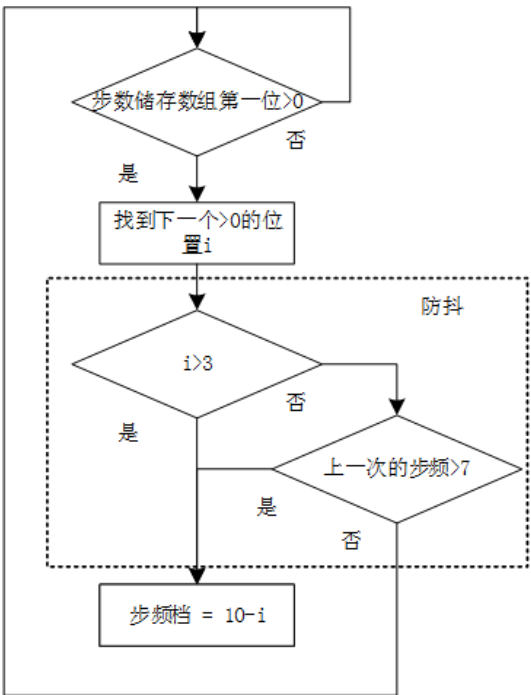 步数储存数组第一位>0
否
是
找到下一个>0的位
置i
防抖
i>3
否
是
上一次的步频>7
是
否
步频档 = 10-i